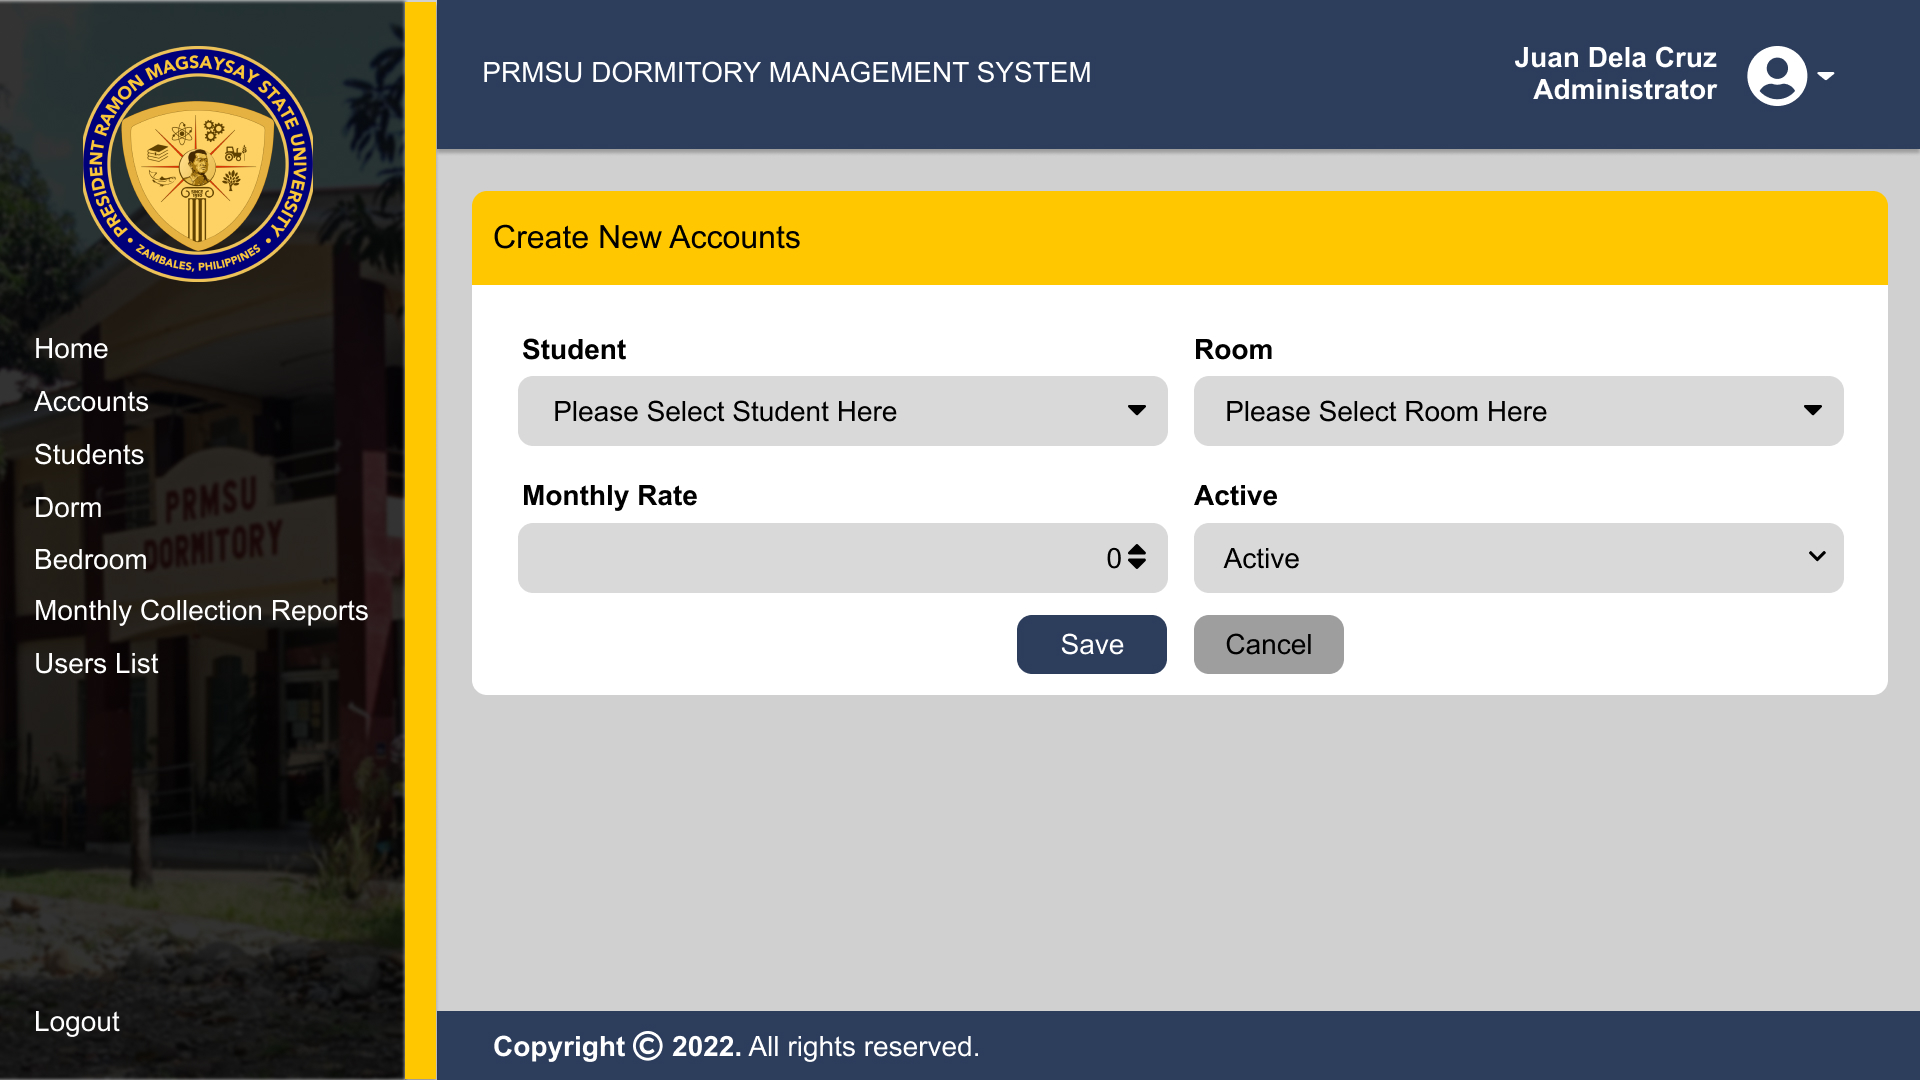 PRESIDENT RAMON MAGSAYSAY STATE UNIVERSITY
ZAMBALES, PHILIPPINES
Home
Accounts
Students
Dorm
Bedroom
Monthly Collection Reports
Users List
Logout
PRMSU
DORMITORY
PRMSU DORMITORY MANAGEMENT SYSTEM
Juan Dela Cruz
Administrator
Create New Accounts
Student
Please Select Student Here
Room
Please Select Room Here
Monthly Rate
0
Active
Active
Save
Cancel
Copyright © 2022. All rights reserved.